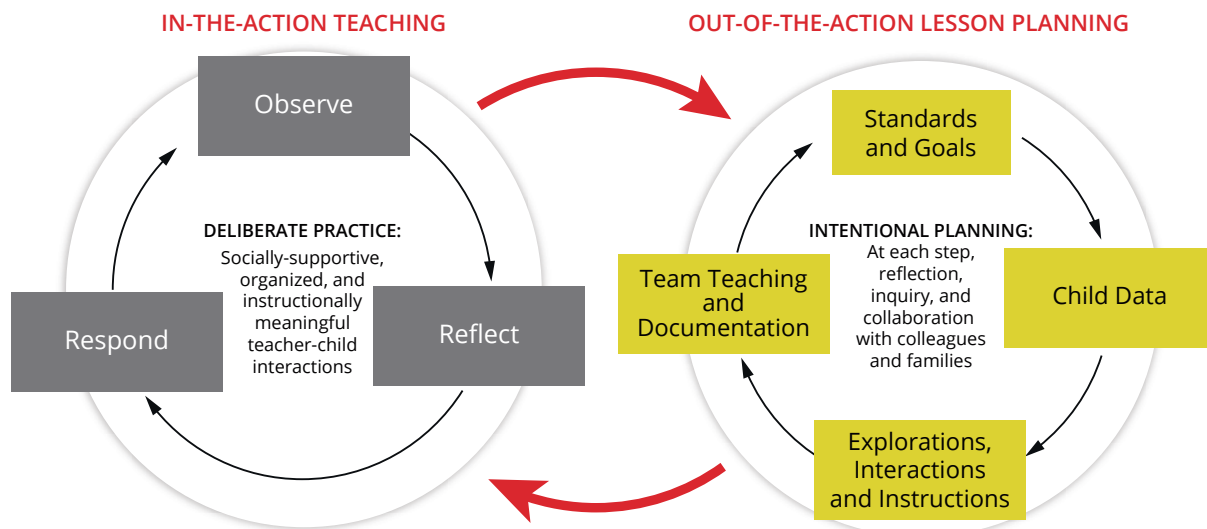 IN-THE-ACTION TEACHING
Observe
DELIBERATE PRACTICE:
Socially-supportive,
organized, and
instructionally
meaningful
teacher-child
interactions
Respond
Reflect
OUT-OF-THE-ACTION LESSON PLANNING
Standards
and Goals
INTENTIONAL PLANNING:
At each step,
reflection,
inquiry, and
collaboration
with colleagues
and families
Team Teaching
and
Documentation
Child Data
Explorations,
Interactions
and Instructions